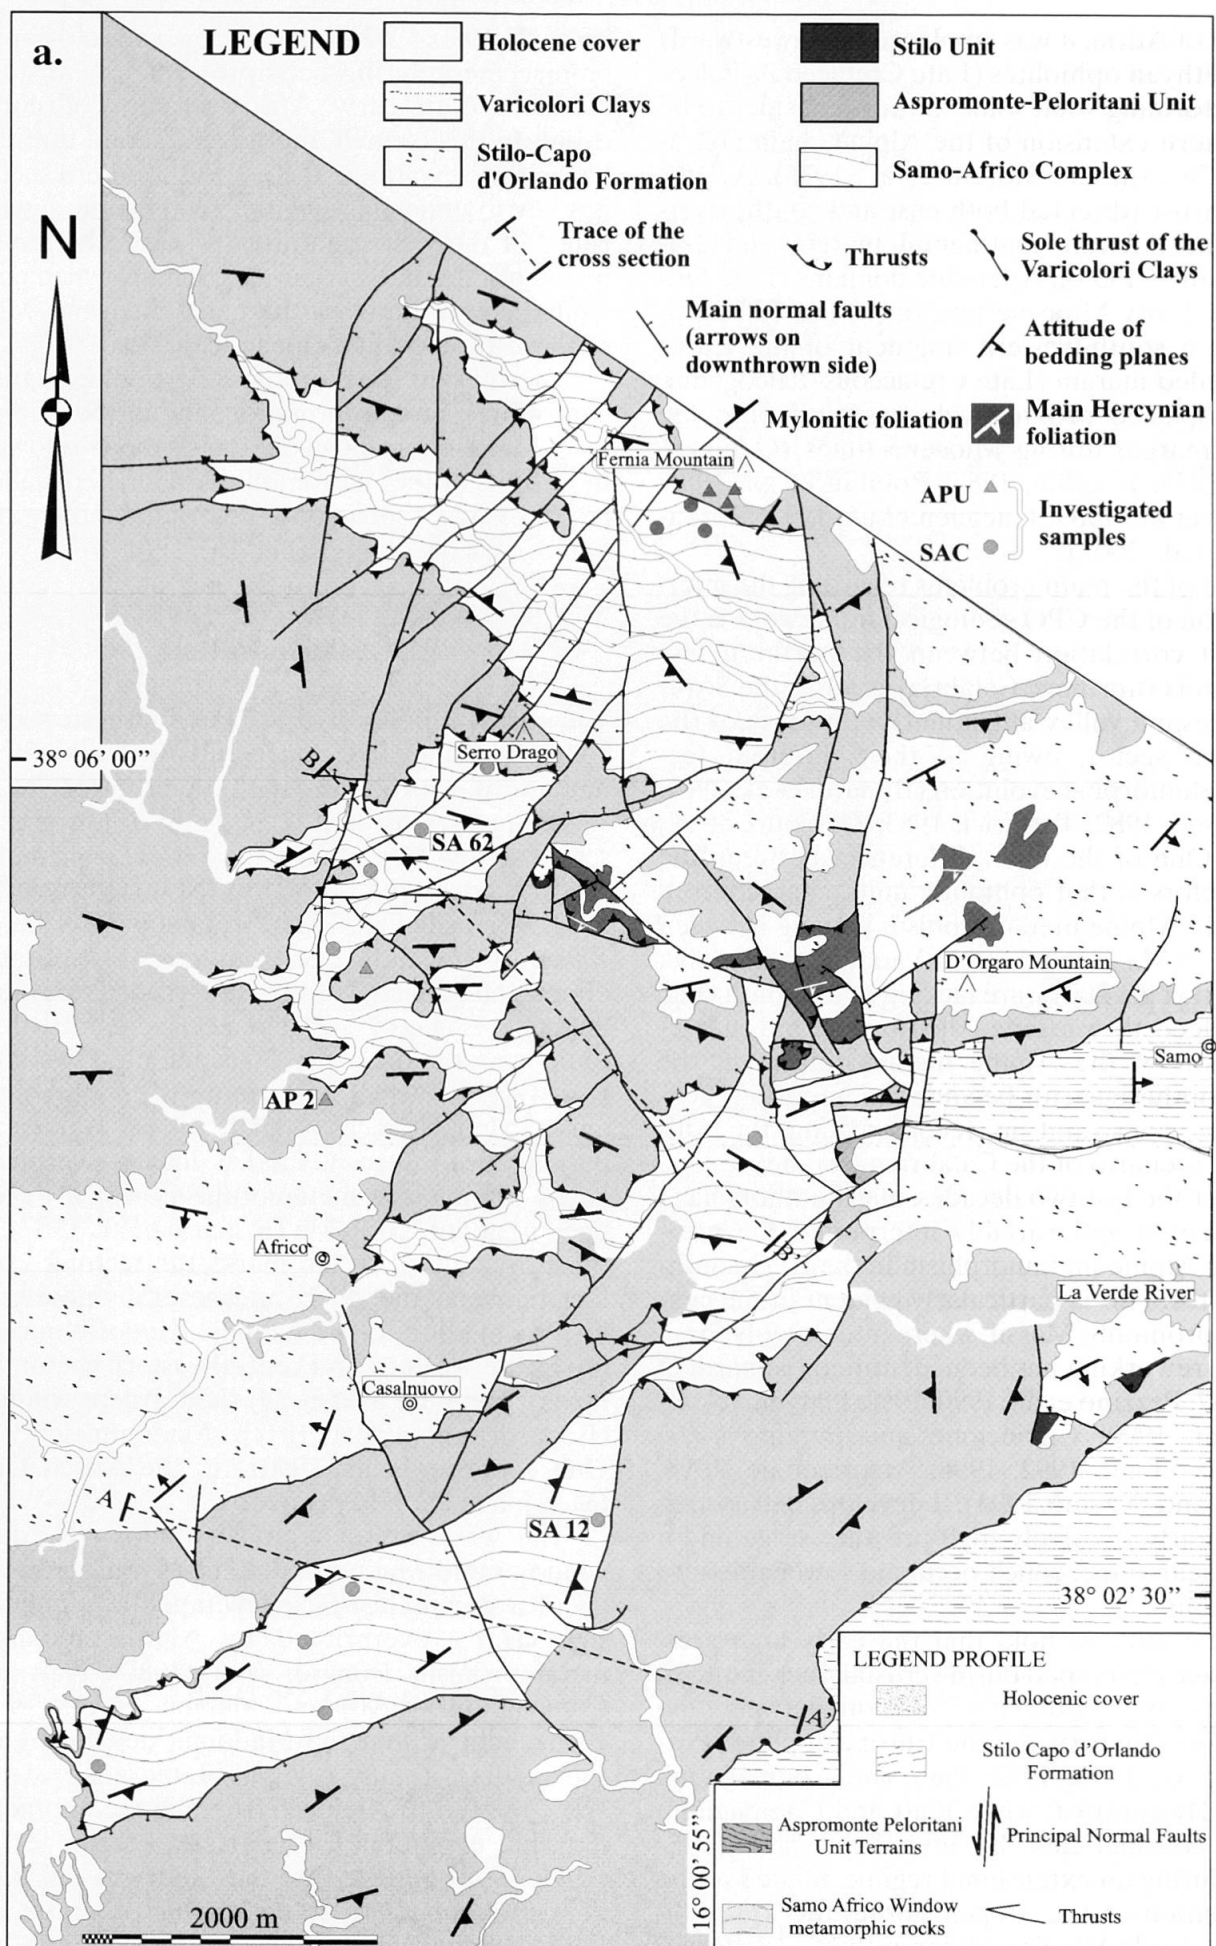 a.
LEGEND
Holocene cover
Varicolori Clays
Stilo-Capo
d'Orlando Formation
Stilo Unit
Aspromonte-Peloritani Unit
Samo-Africo Complex
Trace of the
cross section
Thrusts
Sole thrust of the
Varicolori Clays
Main normal faults
(arrows on
downthrown side)
Attitude of
bedding planes
Mylonitic foliation
Main Hercynian
foliation
APU
SAC
Investigated
samples
N
Fernia Mountain
Serro Drago
38° 06' 00"
B
SA 62
D'Orgaro Mountain
Samo
AP 2
Africo
B'
La Verde River
Casalnuovo
A
SA 12
38° 02' 30"
A'
LEGEND PROFILE
Holocenic cover
Stilo Capo d'Orlando
Formation
Aspromonte Peloritani
Unit Terrains
Principal Normal Faults
Samo Africo Window
metamorphic rocks
Thrusts
16° 00' 55"
2000 m